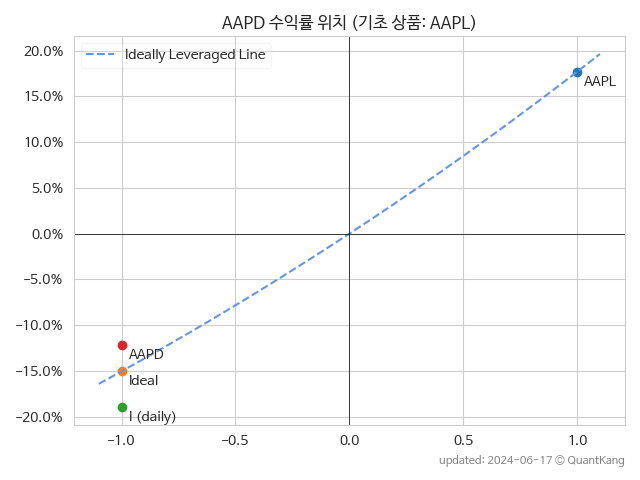 AAPD 수익률 위치 (기초 상품: AAPL)
20.0%
15.0%
10.0%
5.0%
0.0%
−5.0%
−10.0%
−15.0%
−20.0%
Ideally Leveraged Line
AAPL
AAPD
Ideal
I (daily)
−1.0
−0.5
0.0
0.5
1.0
updated: 2024-06-17 © QuantKang